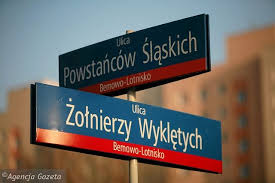 Ulica
Powstańców Śląskich
Bemowo-Lotnisko
Ulica
Żołnierzy Wyklętych
Bemowo-Lotnisko
©Agencja Gazeta